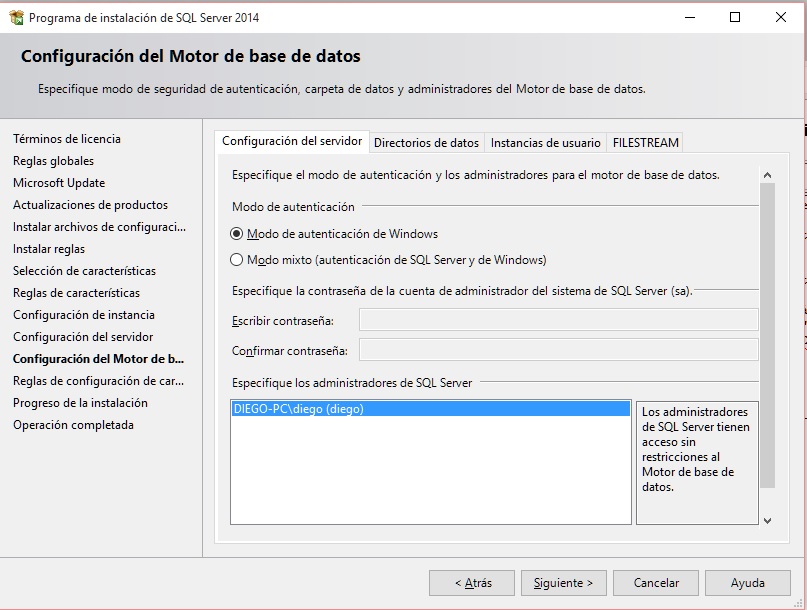 Programa de instalación de SQL Server 2014
Configuración del Motor de base de datos
Especifique modo de seguridad de autenticación, carpeta de datos y administradores del Motor de base de datos.
Términos de licencia
Reglas globales
Microsoft Update
Actualizaciones de productos
Instalar archivos de configuraci...
Instalar reglas
Selección de características
Reglas de características
Configuración de instancia
Configuración del servidor
Configuración del Motor de b...
Reglas de configuración de car...
Progreso de la instalación
Operación completada
Configuración del servidor Directorios de datos Instancias de usuario FILESTREAM
Especifique el modo de autenticación y los administradores para el motor de base de datos.
Modo de autenticación
Modo de autenticación de Windows
Modo mixto (autenticación de SQL Server y de Windows)
Especifique la contraseña de la cuenta de administrador del sistema de SQL Server (sa).
Escribir contraseña:
Confirmar contraseña:
Especifique los administradores de SQL Server
DIEGO-PC\diego (diego)
Los administradores
de SQL Server tienen
acceso sin
restricciones al
Motor de base de
datos.
< Atrás Siguiente > Cancelar Ayuda